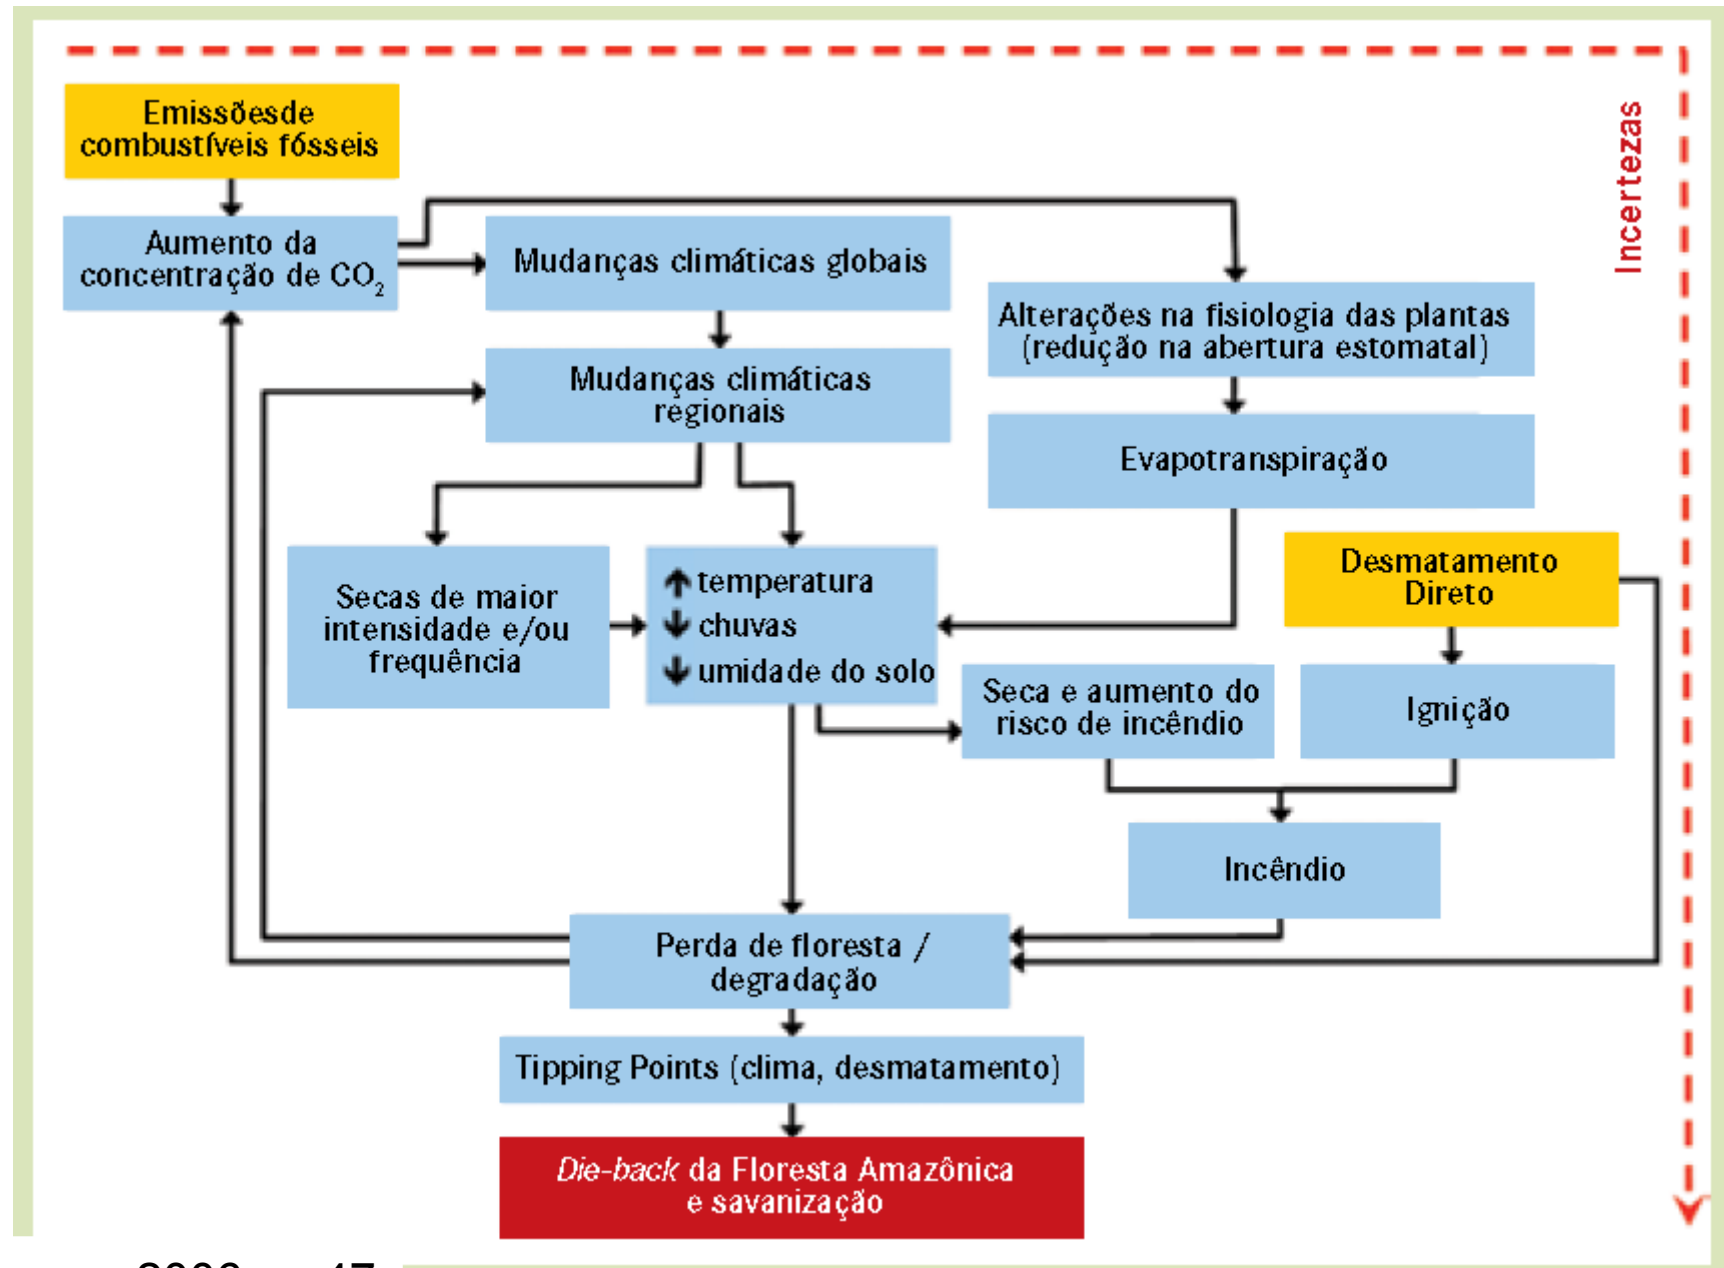 Emissõesde
combustíveis fósseis
Incertezas
Aumento da
concentração de CO₂
Mudanças climáticas globais
Alterações na fisiologia das plantas
(redução na abertura estomatal)
Mudanças climáticas
regionais
Evapotranspiração
Desmatamento
Direto
Secas de maior
intensidade e/ou
frequência
temperatura
chuvas
umidade do solo
Seca e aumento do
risco de incêndio
Ignição
Incêndio
Perda de floresta /
degradação
Tipping Points (clima, desmatamento)
Die-back da Floresta Amazônica
e savanização